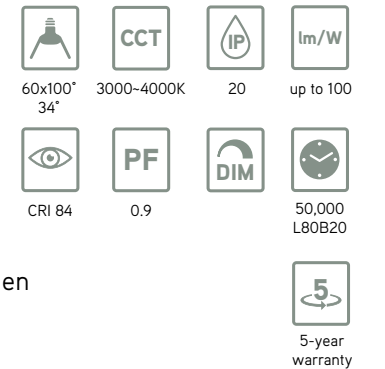 CCT
IP
lm/W
60x100°
34°
3000~4000K
20
up to 100
PF
DIM
CRI 84
0.9
50,000
L80B20
en
5
5-year
warranty